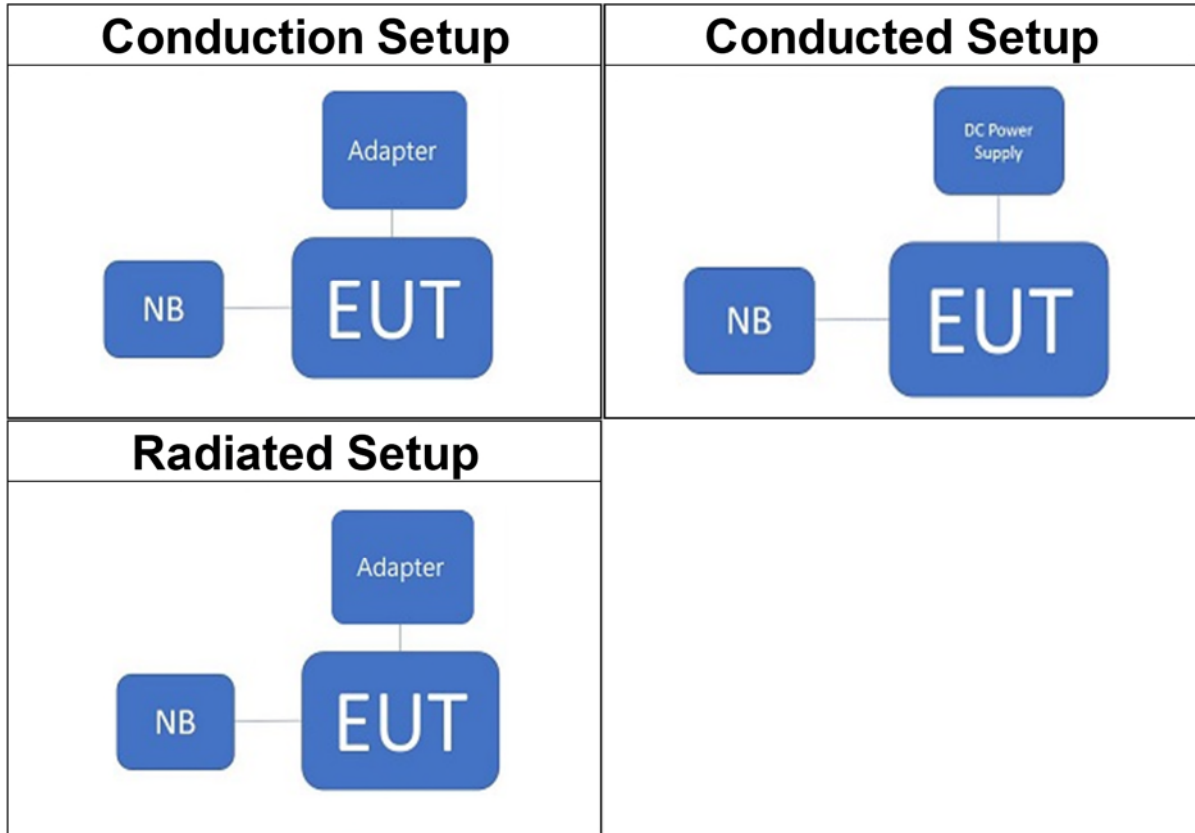 Conduction Setup
Adapter
NB
EUT
Conducted Setup
DC Power
Supply
NB
EUT
Radiated Setup
Adapter
NB
EUT